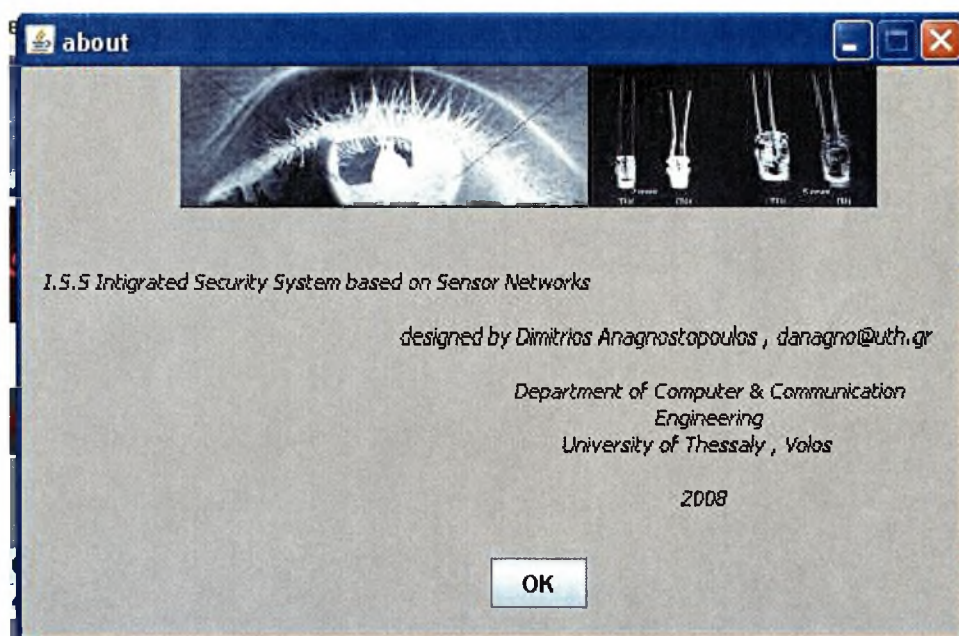 about
I.S.S Intigrated Security System based on Sensor Networks
designed by Dimitrios Anagnostopoulos , danagno@uth.gr
Department of Computer & Communication
Engineering
University of Thessaly , Volos
2008
OK